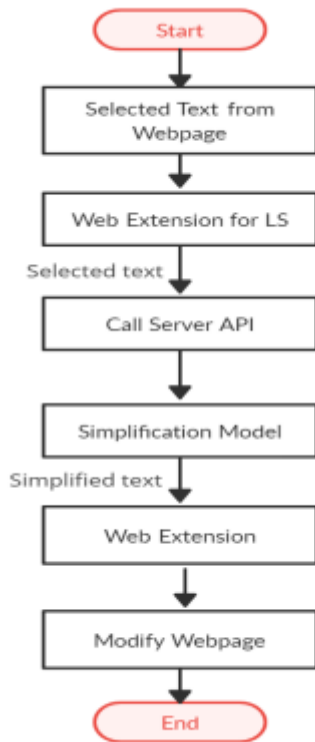 Start
Selected Text from
Webpage
Web Extension for LS
Selected text
Call Server API
Simplification Model
Simplified text
Web Extension
Modify Webpage
End